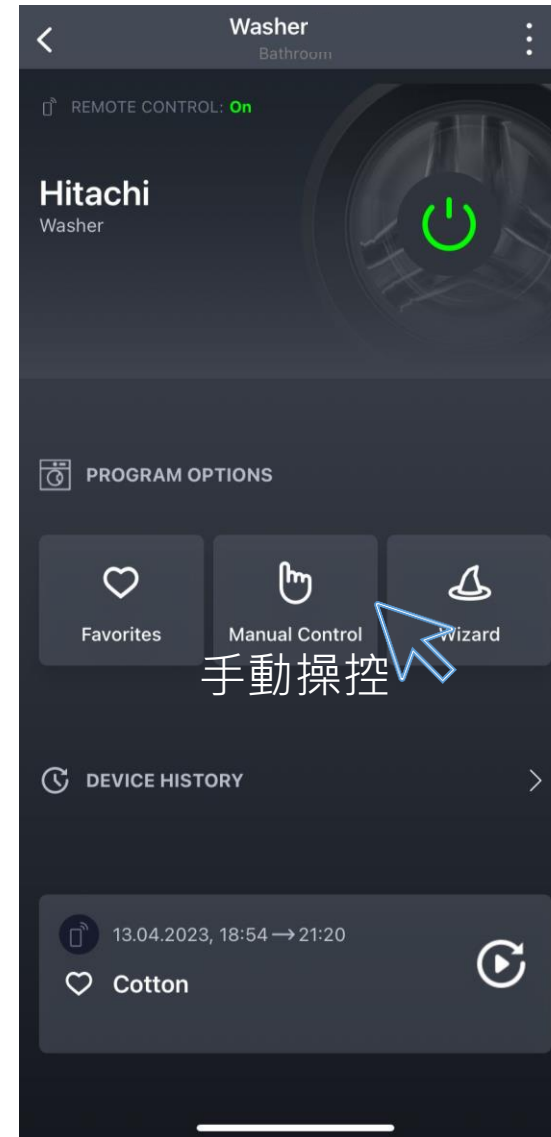 Washer
Bathroom
REMOTE CONTROL: On
Hitachi
Washer
PROGRAM OPTIONS
Favorites
Manual Control
Wizard
手動操控
DEVICE HISTORY
13.04.2023, 18:54→21:20
Cotton